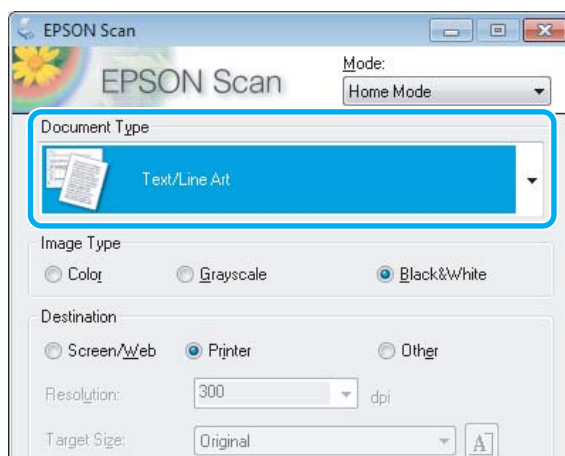 EPSON Scan
EPSON Scan
Mode:
Home Mode
Document Type
Text/Line Art
Image Type
Color Grayscale Black&White
Destination
Screen/Web Printer Other
Resolution: 300 dpi
Target Size: Original A